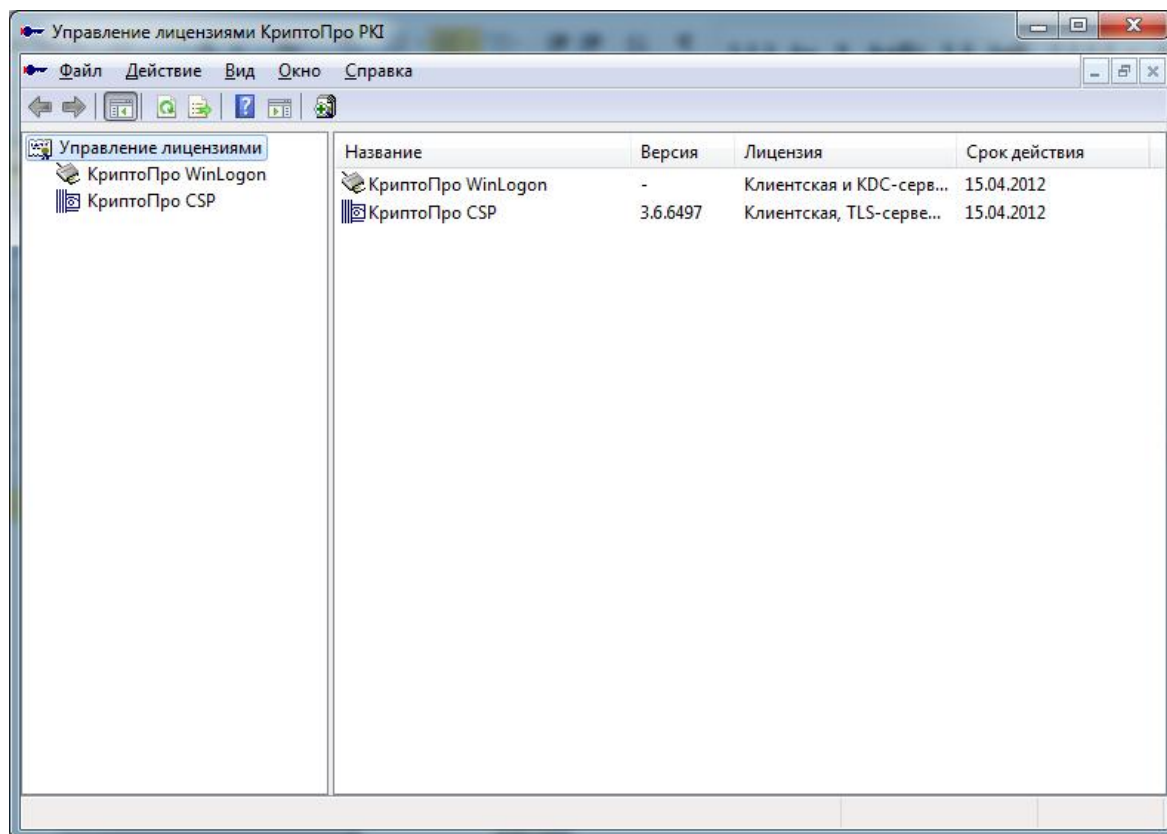 Управление лицензиями КриптоПро PKI
Файл Действие Вид Окно Справка
Управление лицензиями
КриптоПро WinLogon
КриптоПро CSP
Название Версия Лицензия Срок действия
КриптоПро WinLogon - Клиентская и KDC-серв... 15.04.2012
КриптоПро CSP 3.6.6497 Клиентская, TLS-серве... 15.04.2012